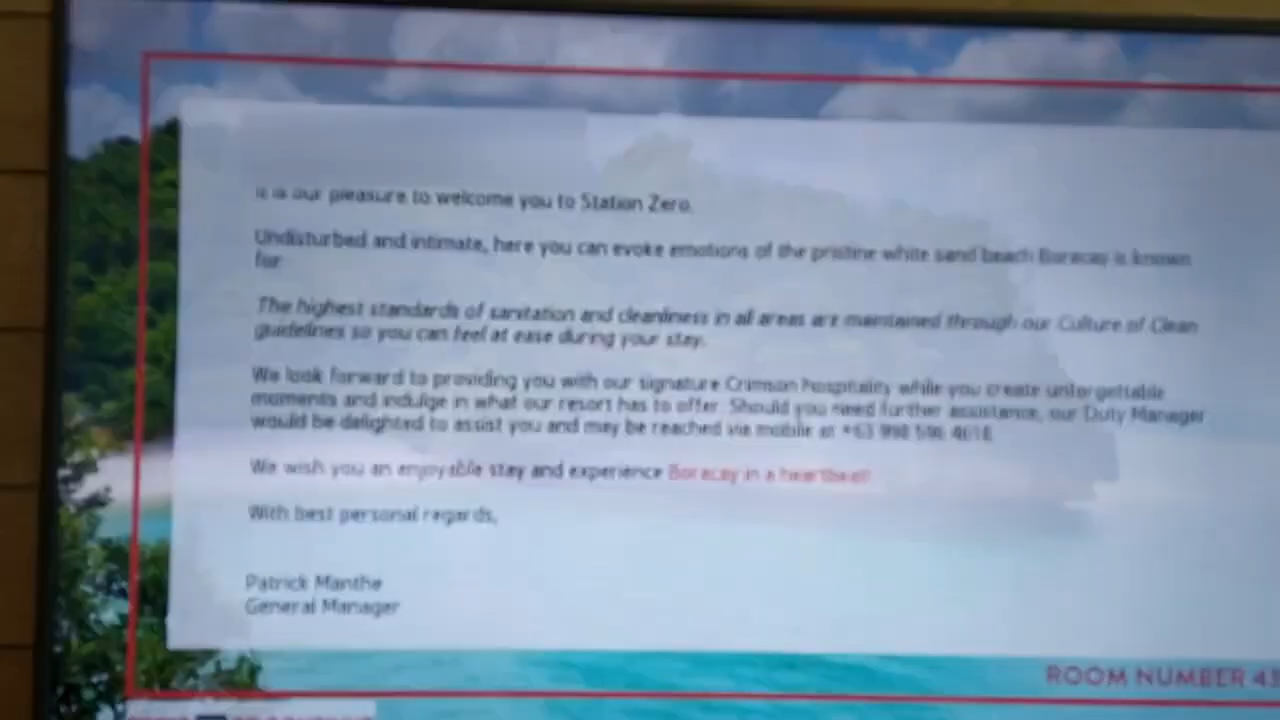 It is our pleasure to welcome you to Station Zero.
Undisturbed and intimate, here you can evoke emotions of the pristine white sand beach Boracay is known
for.
The highest standards of sanitation and cleanliness in all areas are maintained through our Culture of Clean
guidelines so you can feel at ease during your stay.
We look forward to providing you with our signature Crimson hospitality while you create unforgettable
moments and indulge in what our resort has to offer. Should you need further assistance, our Duty Manager
would be delighted to assist you and may be reached via mobile at +63 998
We wish you an enjoyable stay and experience Boracay in a heartbeat!
With best personal regards,
Patrick Manthe
General Manager
ROOM NUMBER